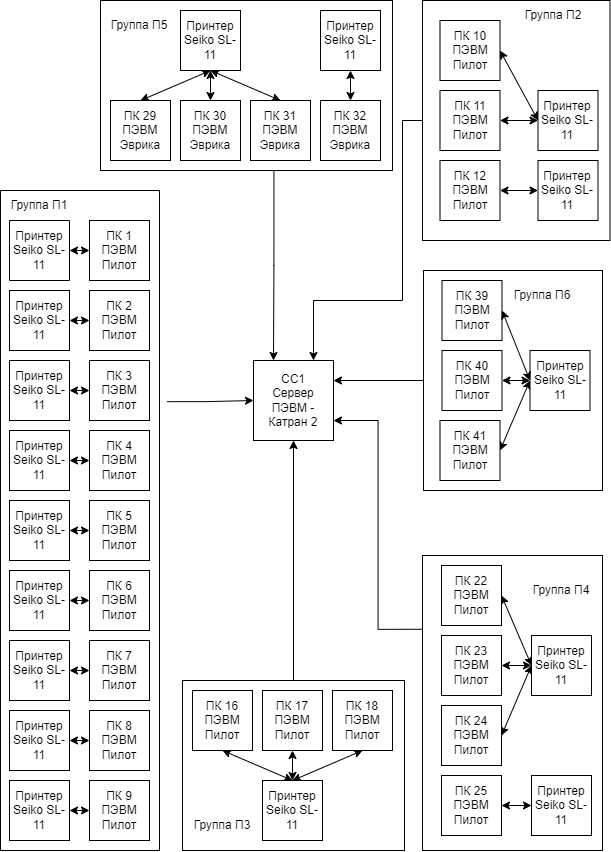 Группа П5
Принтер
Seiko SL-
11
Принтер
Seiko SL-
11
ПК 29
ПЭВМ
Эврика
ПК 30
ПЭВМ
Эврика
ПК 31
ПЭВМ
Эврика
ПК 32
ПЭВМ
Эврика
Группа П2
ПК 10
ПЭВМ
Пилот
ПК 11
ПЭВМ
Пилот
Принтер
Seiko SL-
11
ПК 12
ПЭВМ
Пилот
Принтер
Seiko SL-
11
Группа П1
Принтер
Seiko SL-
11
ПК 1
ПЭВМ
Пилот
Принтер
Seiko SL-
11
ПК 2
ПЭВМ
Пилот
Принтер
Seiko SL-
11
ПК 3
ПЭВМ
Пилот
Принтер
Seiko SL-
11
ПК 4
ПЭВМ
Пилот
Принтер
Seiko SL-
11
ПК 5
ПЭВМ
Пилот
Принтер
Seiko SL-
11
ПК 6
ПЭВМ
Пилот
Принтер
Seiko SL-
11
ПК 7
ПЭВМ
Пилот
Принтер
Seiko SL-
11
ПК 8
ПЭВМ
Пилот
Принтер
Seiko SL-
11
ПК 9
ПЭВМ
Пилот
СС1
Сервер
ПЭВМ -
Катран 2
Группа П6
ПК 39
ПЭВМ
Пилот
ПК 40
ПЭВМ
Пилот
Принтер
Seiko SL-
11
ПК 41
ПЭВМ
Пилот
Группа П4
ПК 22
ПЭВМ
Пилот
ПК 23
ПЭВМ
Пилот
Принтер
Seiko SL-
11
ПК 24
ПЭВМ
Пилот
ПК 25
ПЭВМ
Пилот
Принтер
Seiko SL-
11
ПК 16
ПЭВМ
Пилот
ПК 17
ПЭВМ
Пилот
ПК 18
ПЭВМ
Пилот
Группа П3
Принтер
Seiko SL-
11